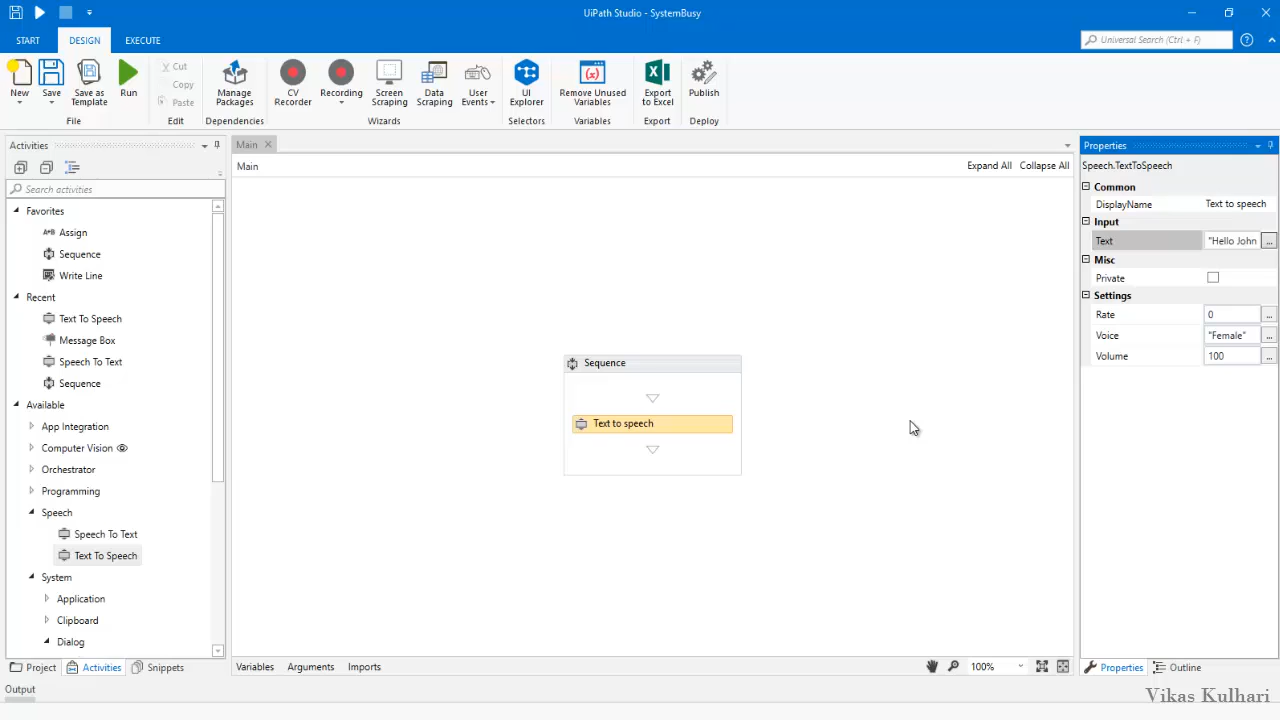 UiPath Studio - SystemBusy
START DESIGN EXECUTE
Universal Search (Ctrl + F)
New
Save
Save as Template
Run
Cut
Copy
Paste
Manage Packages
CV Recorder
Recording
Screen Scraping
Data Scraping
User Events
UI Explorer
Remove Unused Variables
Export to Excel
Publish
File Edit Dependencies Wizards Selectors Variables Export Deploy
Activities
Search activities
Favorites
Assign
Sequence
Write Line
Recent
Text To Speech
Message Box
Speech To Text
Sequence
Available
App Integration
Computer Vision
Orchestrator
Programming
Speech
Speech To Text
Text To Speech
System
Application
Clipboard
Dialog
Project Activities Snippets
Output
Main
Main Expand All Collapse All
Sequence
Text to speech
Variables Arguments Imports 100%
Properties
Speech.TextToSpeech
Common
DisplayName Text to speech
Input
Text "Hello John ...
Misc
Private
Settings
Rate 0 ...
Voice "Female" ...
Volume 100 ...
Properties Outline
Vikas Kulhari